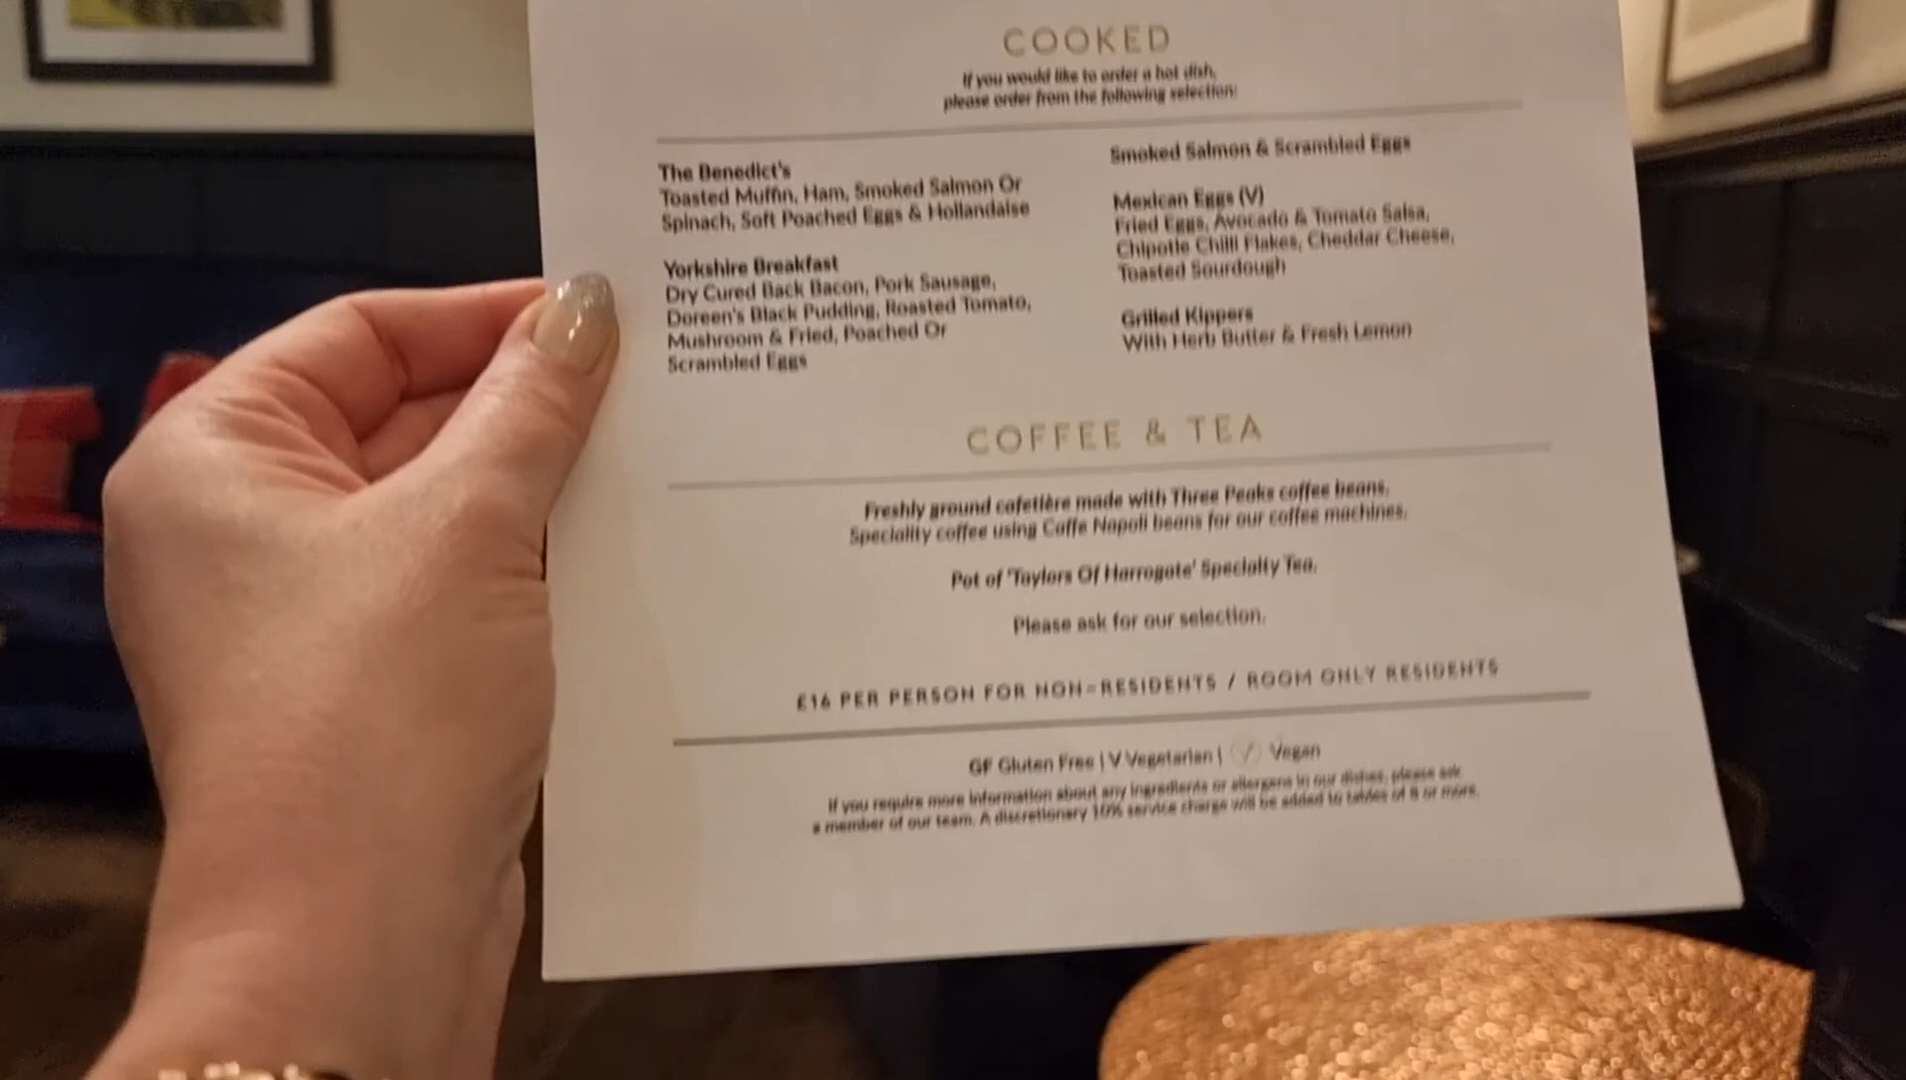 COOKED
If you would like to order a hot dish,
please order from the following selection:
The Benedict's
Toasted Muffin, Ham, Smoked Salmon Or
Spinach, Soft Poached Eggs & Hollandaise
Yorkshire Breakfast
Dry Cured Back Bacon, Pork Sausage,
Doreen's Black Pudding, Roasted Tomato,
Mushroom & Fried, Poached Or
Scrambled Eggs
Smoked Salmon & Scrambled Eggs
Mexican Eggs (V)
Fried Eggs, Avocado & Tomato Salsa,
Chipotle Chilli Flakes, Cheddar Cheese,
Toasted Sourdough
Grilled Kippers
With Herb Butter & Fresh Lemon
COFFEE & TEA
Freshly ground cafetière made with Three Peaks coffee beans.
Speciality coffee using Caffe Napoli beans for our coffee machines.
Pot of 'Taylors Of Harrogate' Specialty Tea.
Please ask for our selection.
£16 PER PERSON FOR NON-RESIDENTS / ROOM ONLY RESIDENTS
GF Gluten Free | V Vegetarian | V Vegan
If you require more information about any ingredients or allergens in our dishes, please ask
a member of our team. A discretionary 10% service charge will be added to tables of 8 or more.